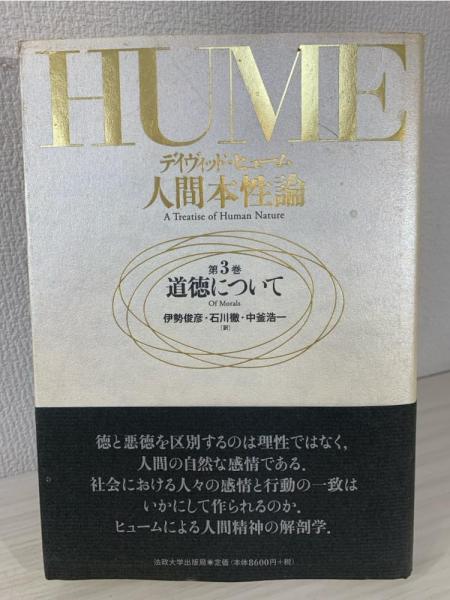 HUME
デイヴィッド・ヒューム
人間本性論
A Treatise of Human Nature
第3巻
道徳について
Of Morals
伊勢俊彦・石川徹・中釜浩一
[訳]
徳と悪徳を区別するのは理性ではなく，
人間の自然な感情である．
社会における人々の感情と行動の一致は
いかにして作られるのか．
ヒュームによる人間精神の解剖学．
法政大学出版局◉定価（本体8600円＋税）